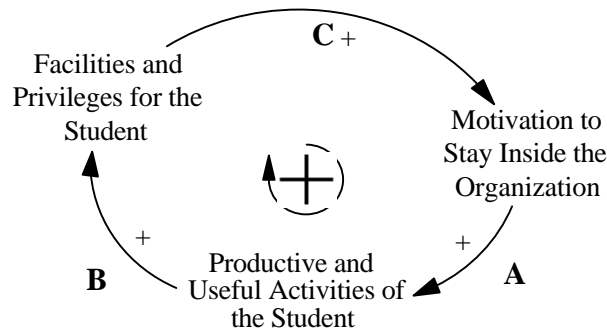 C +
Facilities and
Privileges for the
Student
Motivation to
Stay Inside the
Organization
+
+
+
B
A
Productive and
Useful Activities of
the Student